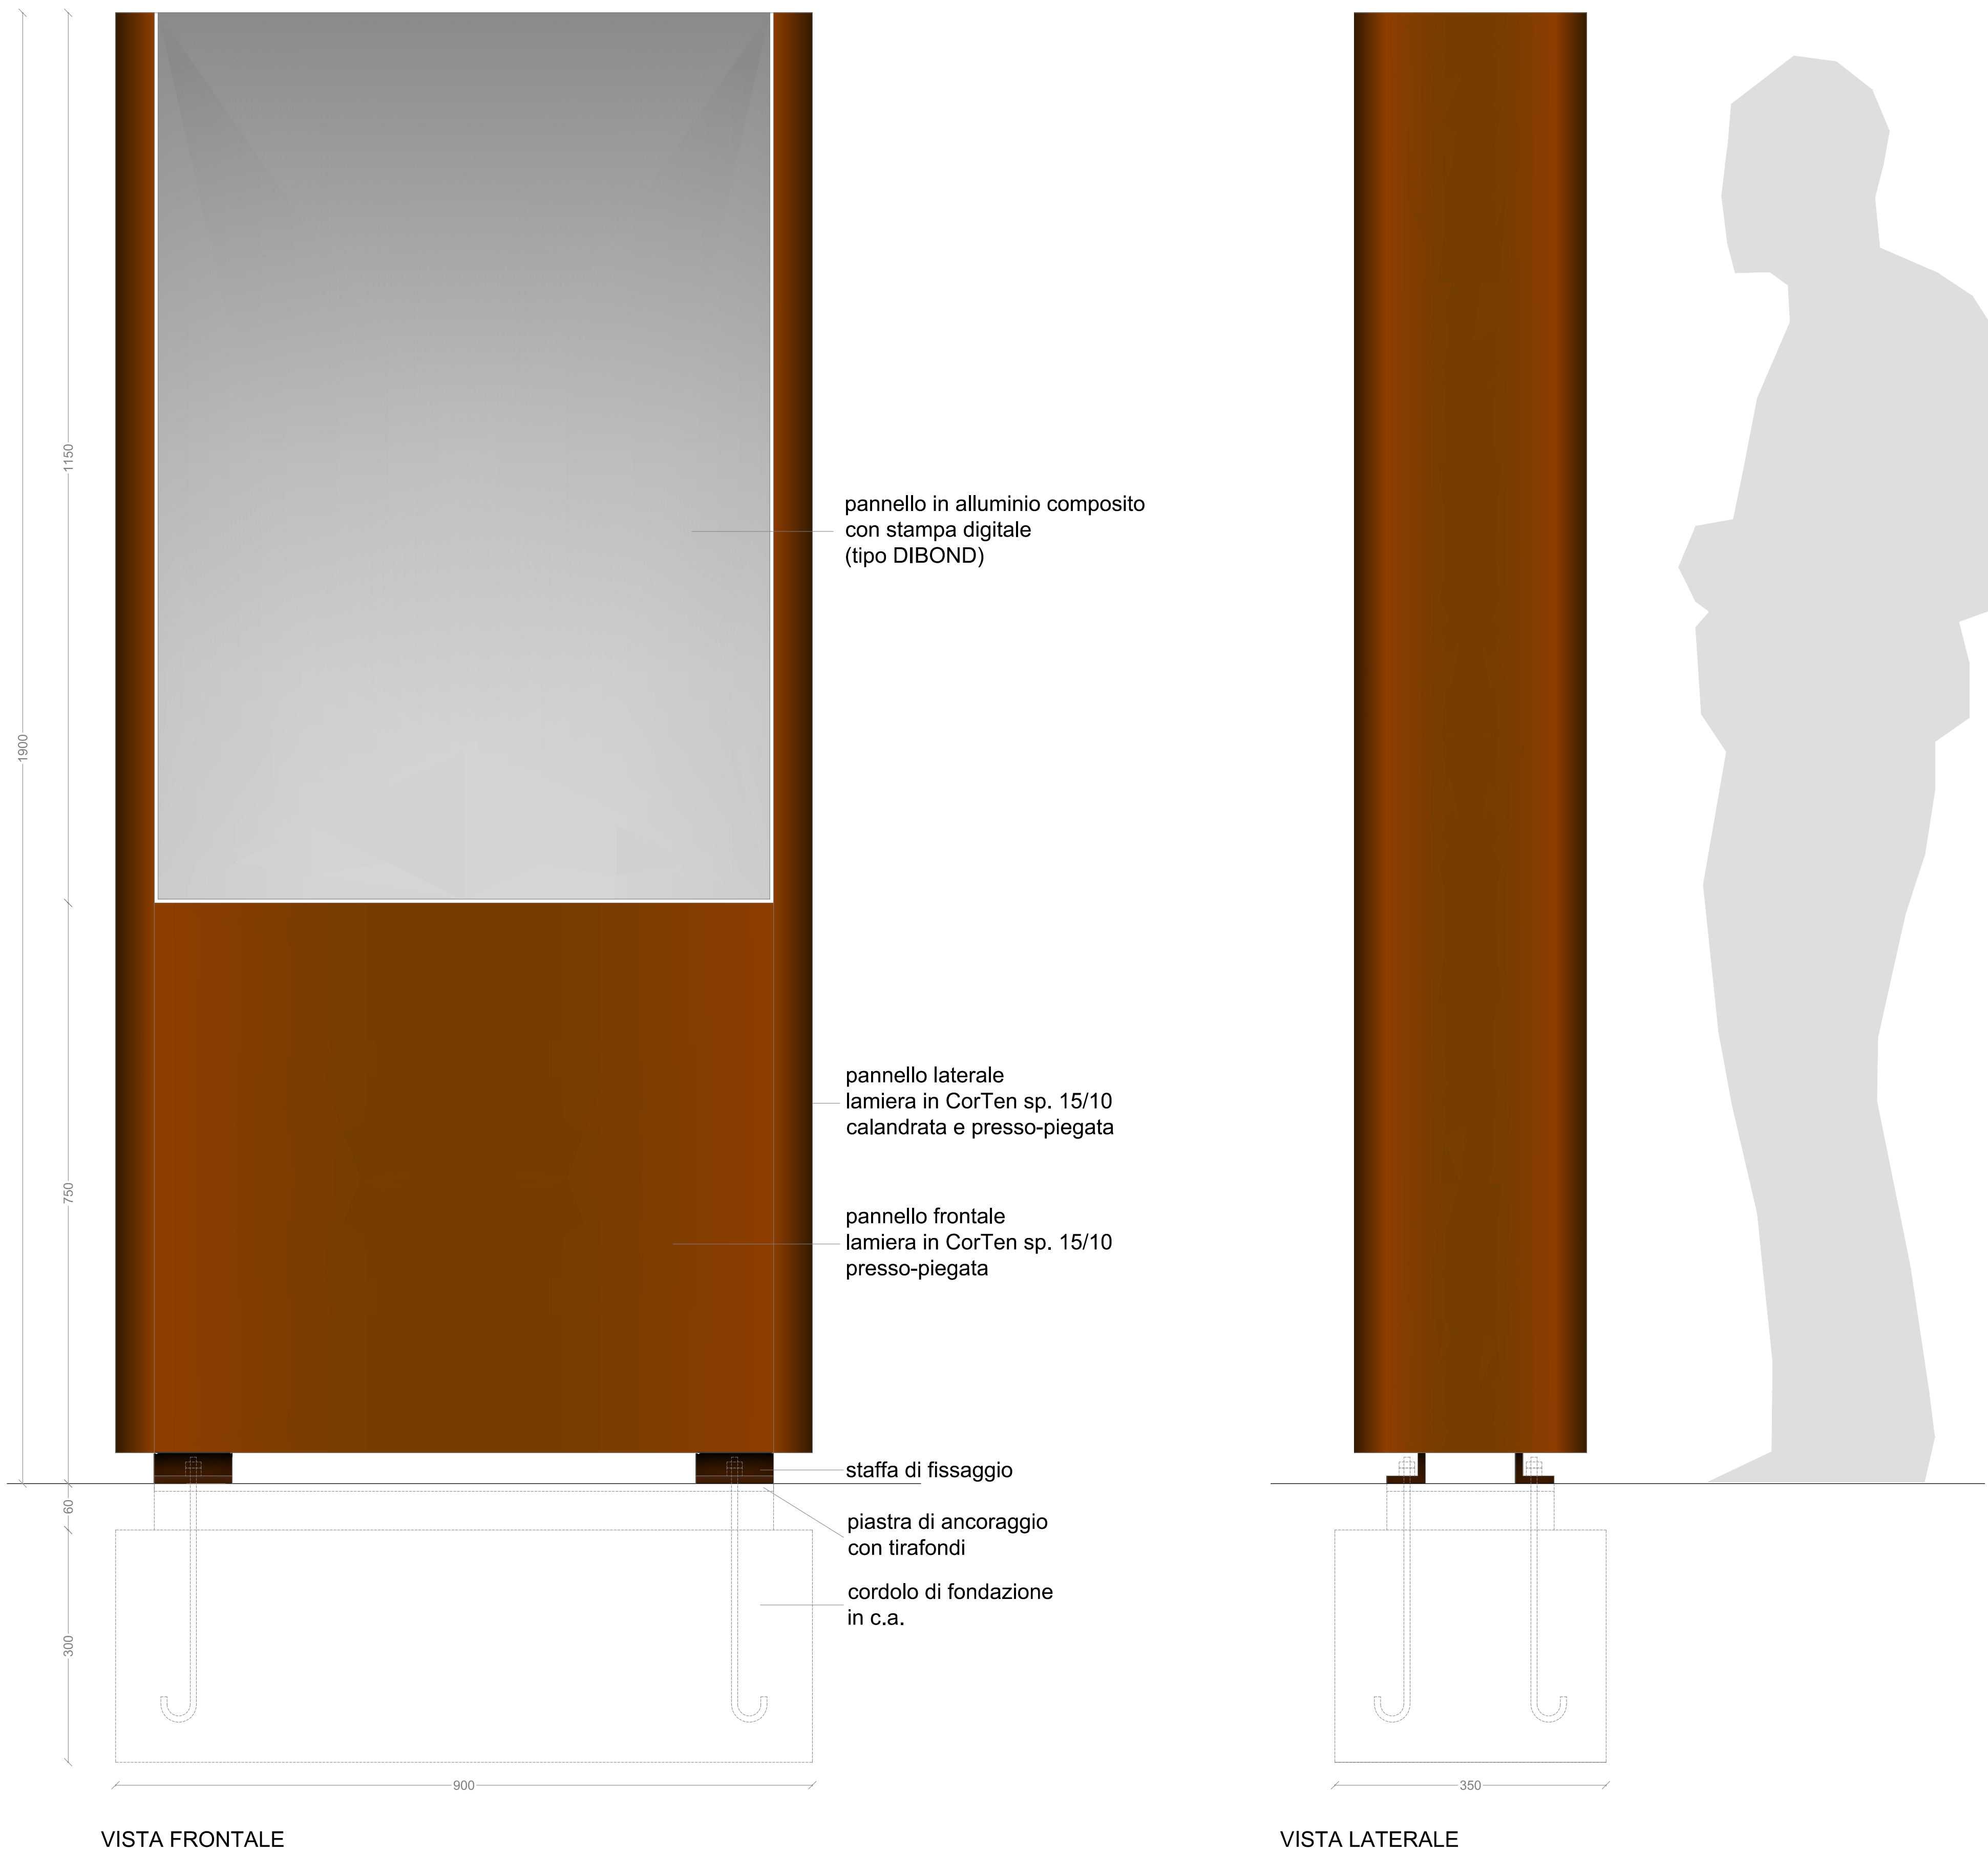 1900
1150
750
60
300
pannello in alluminio composito
con stampa digitale
(tipo DIBOND)
pannello laterale
lamiera in CorTen sp. 15/10
calandrata e presso-piegata
pannello frontale
lamiera in CorTen sp. 15/10
presso-piegata
staffa di fissaggio
piastra di ancoraggio
con tirafondi
cordolo di fondazione
in c.a.
900
350
VISTA FRONTALE
VISTA LATERALE